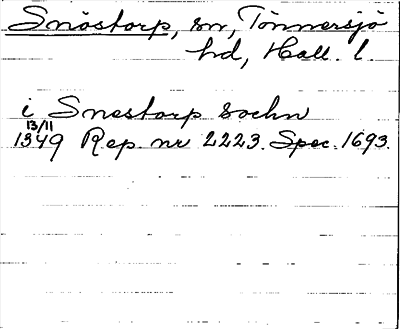 Snöstorp, sn, Tönnersjö
hd, Hall. l.
i Snestorp sochn
13/11
1349 Rep. nr 2223. Spec. 1693.